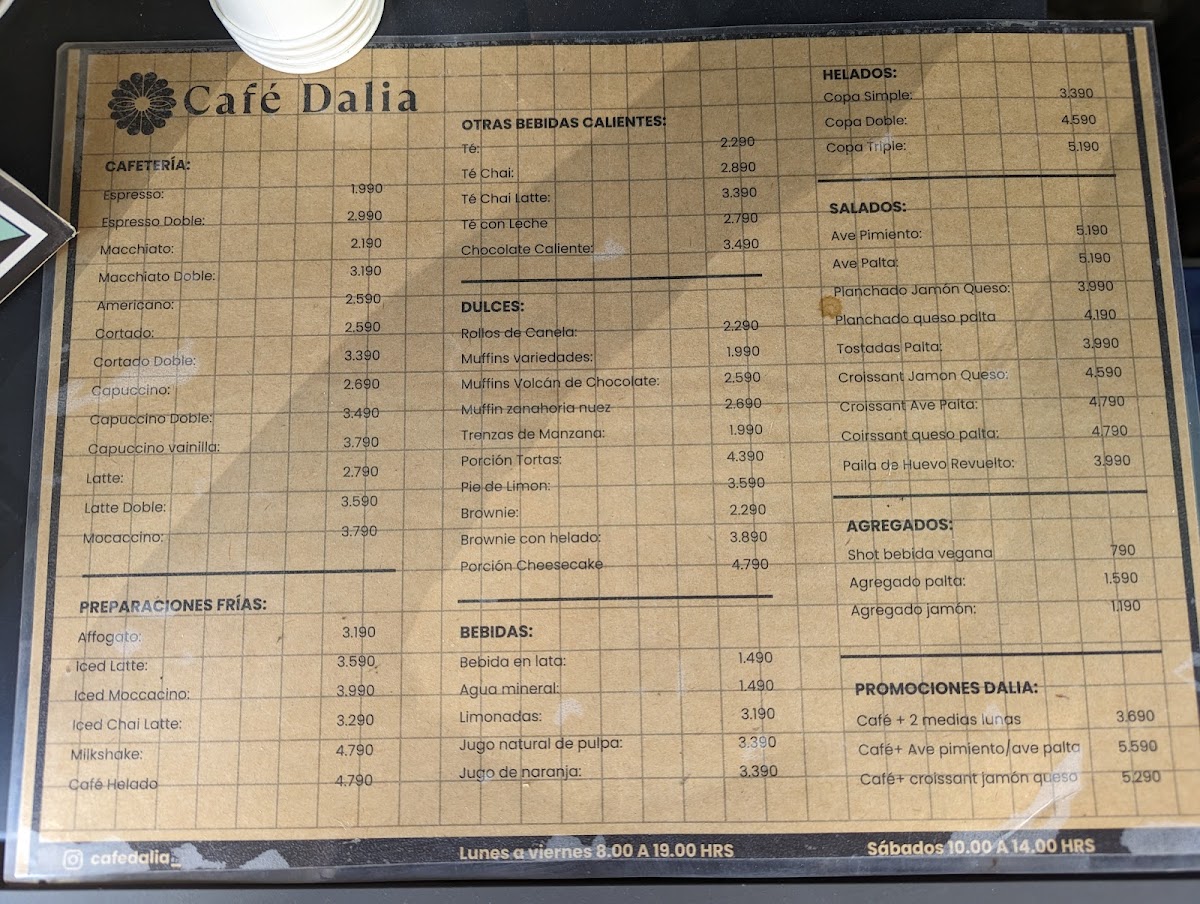 Café Dalia
CAFETERÍA:
Espresso: 1.990
Espresso Doble: 2.990
Macchiato: 2.190
Macchiato Doble: 3.190
Americano: 2.590
Cortado: 2.590
Cortado Doble: 3.390
Capuccino: 2.690
Capuccino Doble: 3.490
Capuccino vainilla: 3.790
Latte: 2.790
Latte Doble: 3.590
Mocaccino: 3.790
PREPARACIONES FRÍAS:
Affogato: 3.190
Iced Latte: 3.590
Iced Moccacino: 3.990
Iced Chai Latte: 3.290
Milkshake: 4.790
Café Helado 4.790
OTRAS BEBIDAS CALIENTES:
Té: 2.290
Té Chai: 2.890
Té Chai Latte: 3.390
Té con Leche 2.790
Chocolate Caliente: 3.490
DULCES:
Rollos de Canela: 2.290
Muffins variedades: 1.990
Muffins Volcán de Chocolate: 2.590
Muffin zanahoria nuez 2.690
Trenzas de Manzana: 1.990
Porción Tortas: 4.390
Pie de Limon: 3.590
Brownie: 2.290
Brownie con helado: 3.890
Porción Cheesecake 4.790
BEBIDAS:
Bebida en lata: 1.490
Agua mineral: 1.490
Limonadas: 3.190
Jugo natural de pulpa: 3.390
Jugo de naranja: 3.390
HELADOS:
Copa Simple: 3.390
Copa Doble: 4.590
Copa Triple: 5.190
SALADOS:
Ave Pimiento: 5.190
Ave Palta: 5.190
Planchado Jamón Queso: 3.990
Planchado queso palta 4.190
Tostadas Palta: 3.990
Croissant Jamon Queso: 4.590
Croissant Ave Palta: 4.790
Coirssant queso palta: 4.790
Paila de Huevo Revuelto: 3.990
AGREGADOS:
Shot bebida vegana 790
Agregado palta: 1.590
Agregado jamón: 1.190
PROMOCIONES DALIA:
Café + 2 medias lunas 3.690
Café+ Ave pimiento/ave palta 5.590
Café+ croissant jamón queso 5.290
cafedalia_
Lunes a viernes 8.00 A 19.00 HRS
Sábados 10.00 A 14.00 HRS